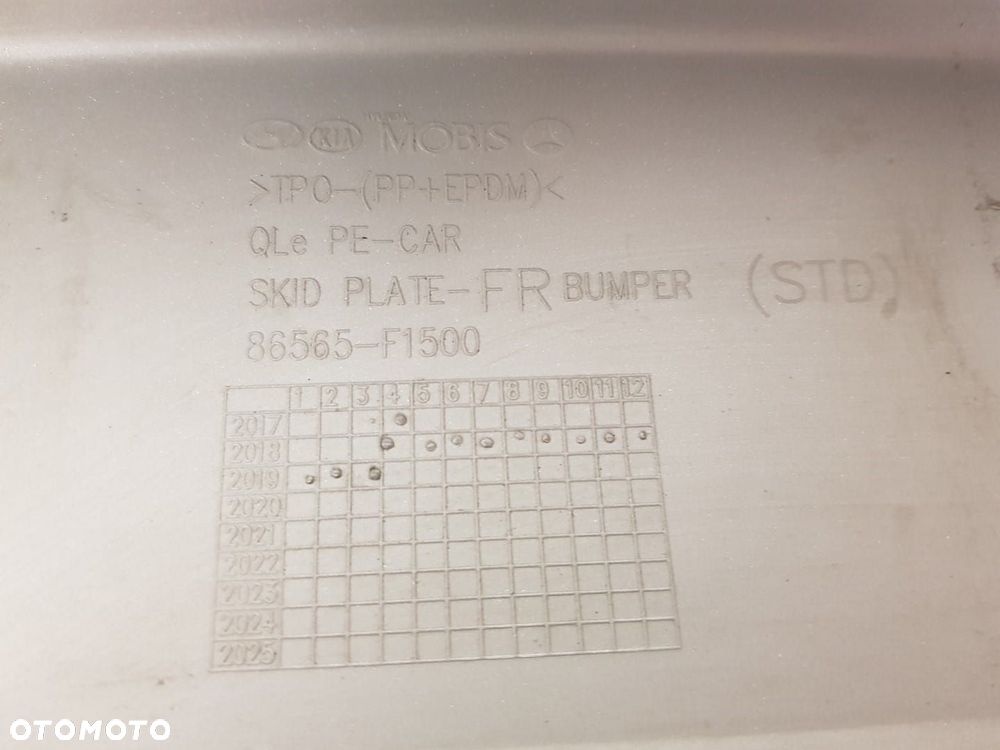 KIA MOBIS
>TPO-(PP+EPDM)<
QLe PE-CAR
SKID PLATE-FR BUMPER (STD)
86565-F1500
1 2 3 4 5 6 7 8 9 10 11 12
2017
2018
2019
2020
2021
2022
2023
2024
2025
OTOMOTO